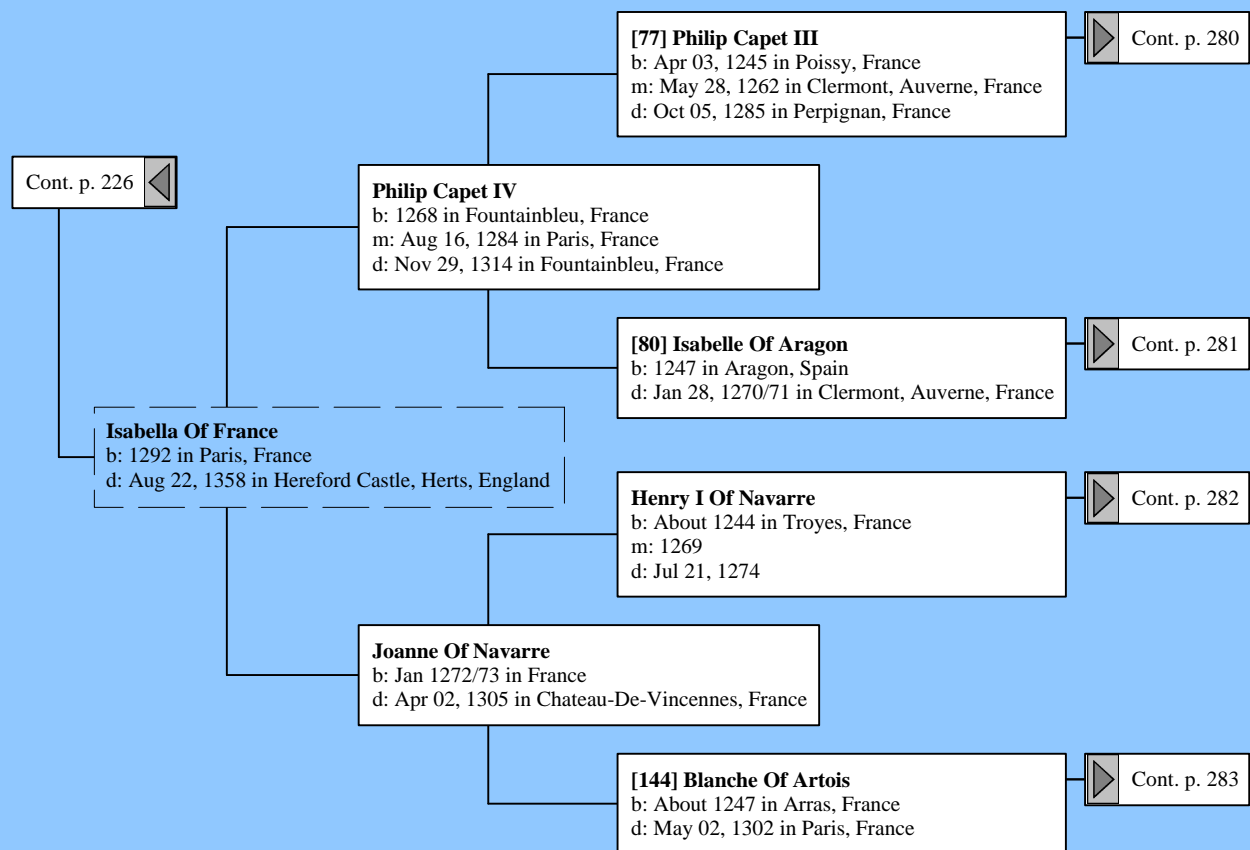 [77] Philip Capet III
b: Apr 03, 1245 in Poissy, France
m: May 28, 1262 in Clermont, Auverne, France
d: Oct 05, 1285 in Perpignan, France
Cont. p. 280
Cont. p. 226
Philip Capet IV
b: 1268 in Fountainbleu, France
m: Aug 16, 1284 in Paris, France
d: Nov 29, 1314 in Fountainbleu, France
[80] Isabelle Of Aragon
b: 1247 in Aragon, Spain
d: Jan 28, 1270/71 in Clermont, Auverne, France
Cont. p. 281
Isabella Of France
b: 1292 in Paris, France
d: Aug 22, 1358 in Hereford Castle, Herts, England
Henry I Of Navarre
b: About 1244 in Troyes, France
m: 1269
d: Jul 21, 1274
Cont. p. 282
Joanne Of Navarre
b: Jan 1272/73 in France
d: Apr 02, 1305 in Chateau-De-Vincennes, France
[144] Blanche Of Artois
b: About 1247 in Arras, France
d: May 02, 1302 in Paris, France
Cont. p. 283